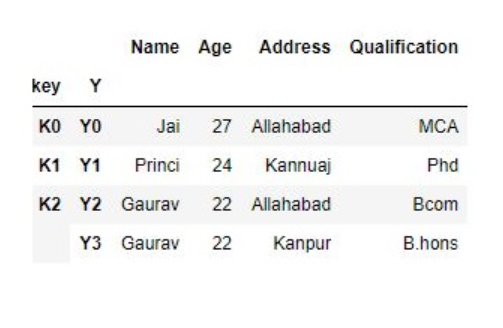 Name Age Address Qualification
key Y
K0 Y0 Jai 27 Allahabad MCA
K1 Y1 Princi 24 Kannuaj Phd
K2 Y2 Gaurav 22 Allahabad Bcom
Y3 Gaurav 22 Kanpur B.hons